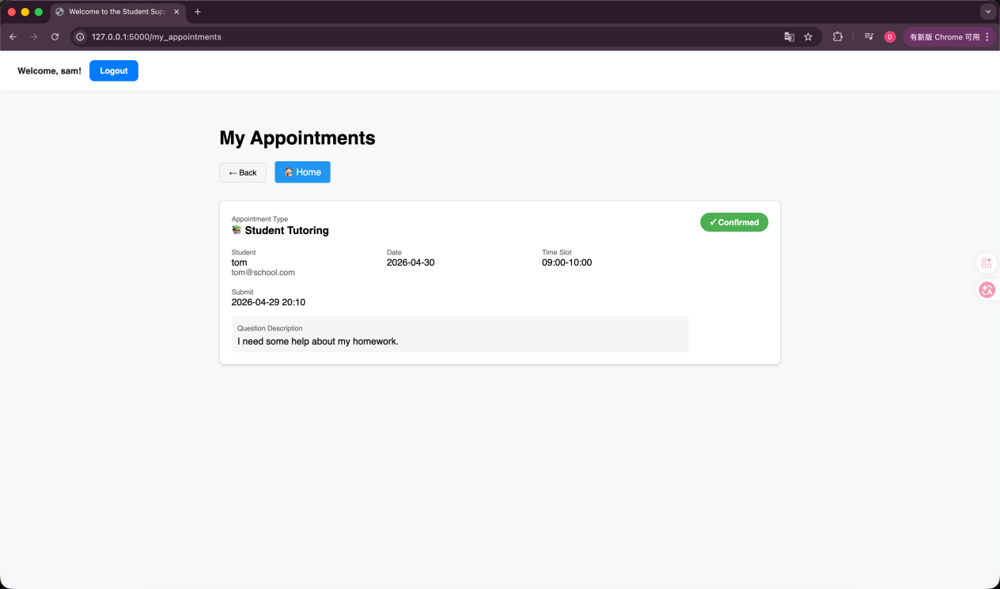 Welcome to the Student Supp
127.0.0.1:5000/my_appointments
D
有新版 Chrome 可用
Welcome, sam!
Logout
My Appointments
← Back
🏠 Home
Appointment Type
📚 Student Tutoring
✓ Confirmed
Student
tom
tom@school.com
Date
2026-04-30
Time Slot
09:00-10:00
Submit
2026-04-29 20:10
Question Description
I need some help about my homework.